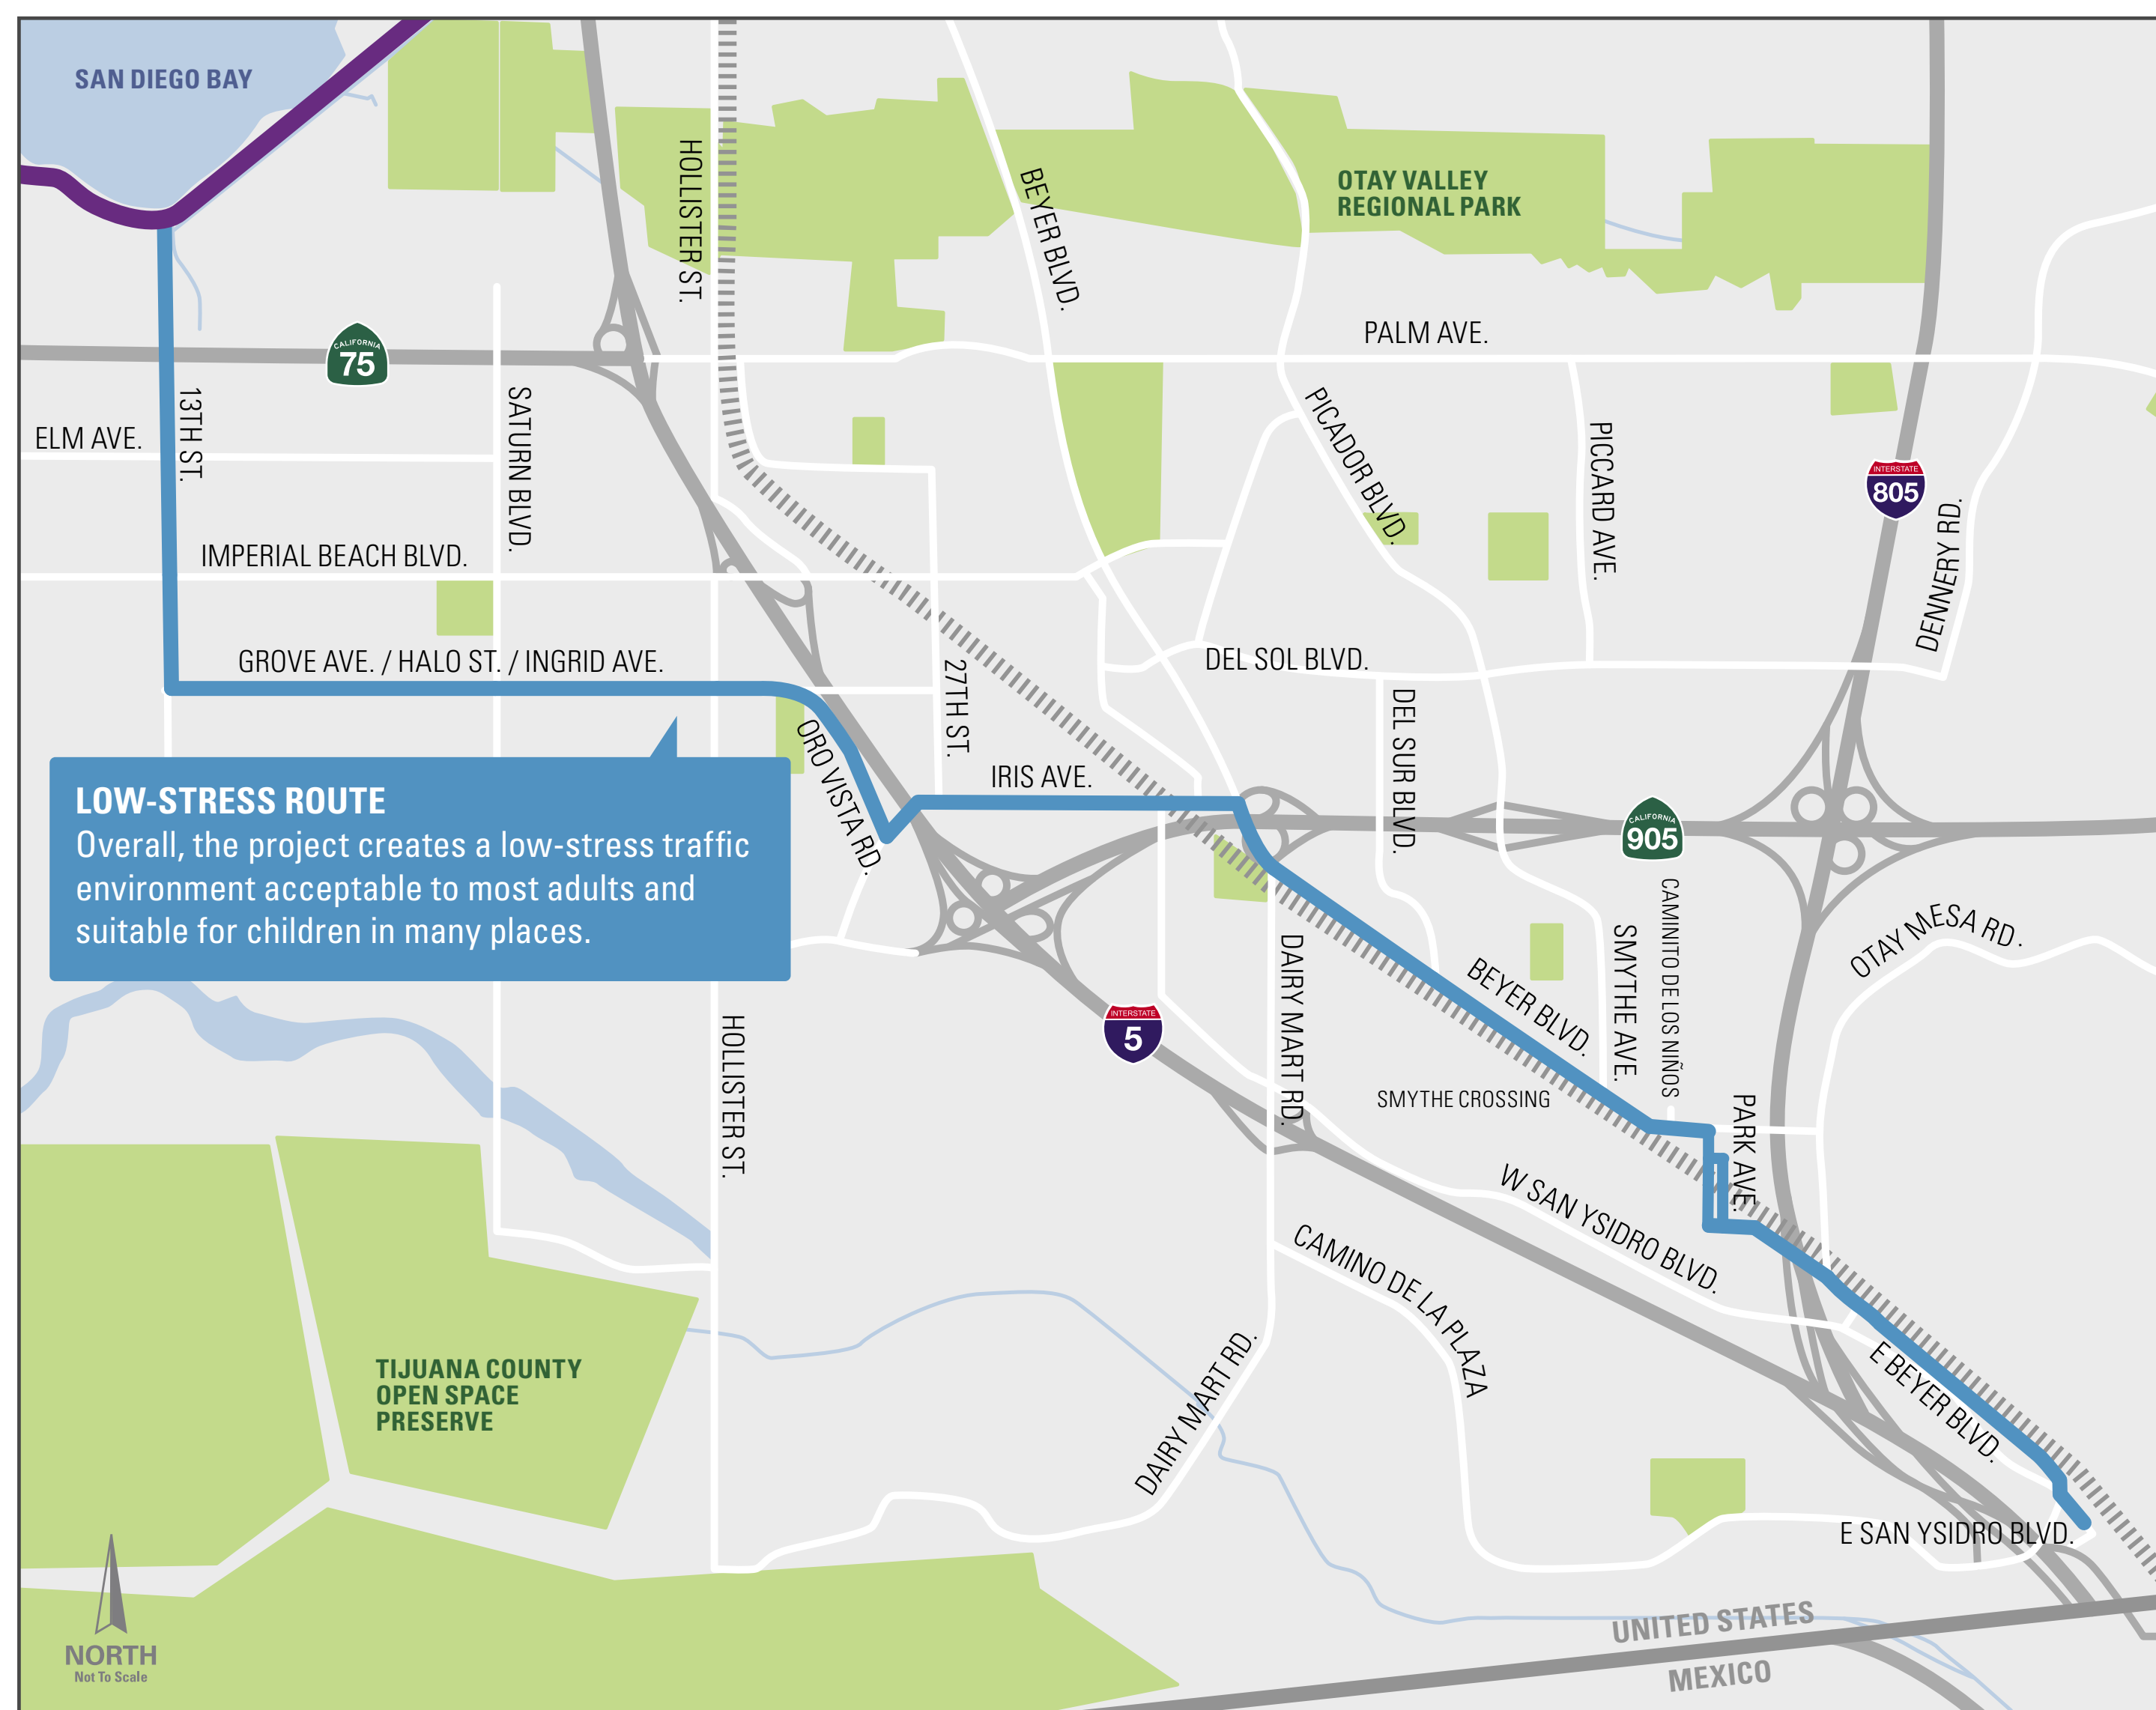 SAN DIEGO BAY
HOLLISTER ST.
BEYER BLVD.
OTAY VALLEY
REGIONAL PARK
PALM AVE.
CALIFORNIA
75
13TH ST.
SATURN BLVD.
ELM AVE.
PICADOR BLVD.
PICCARD AVE.
INTERSTATE
805
DENNERY RD.
IMPERIAL BEACH BLVD.
GROVE AVE. / HALO ST. / INGRID AVE.
27TH ST.
DEL SOL BLVD.
DEL SUR BLVD.
ORO VISTA RD.
IRIS AVE.
CALIFORNIA
905
LOW-STRESS ROUTE
Overall, the project creates a low-stress traffic
environment acceptable to most adults and
suitable for children in many places.
CAMINITO DE LOS NIÑOS
OTAY MESA RD.
SMYTHE AVE.
BEYER BLVD.
DAIRY MART RD.
INTERSTATE
5
HOLLISTER ST.
SMYTHE CROSSING
PARK AVE.
W SAN YSIDRO BLVD.
CAMINO DE LA PLAZA
DAIRY MART RD.
TIJUANA COUNTY
OPEN SPACE
PRESERVE
E BEYER BLVD.
E SAN YSIDRO BLVD.
UNITED STATES
MEXICO
NORTH
Not To Scale